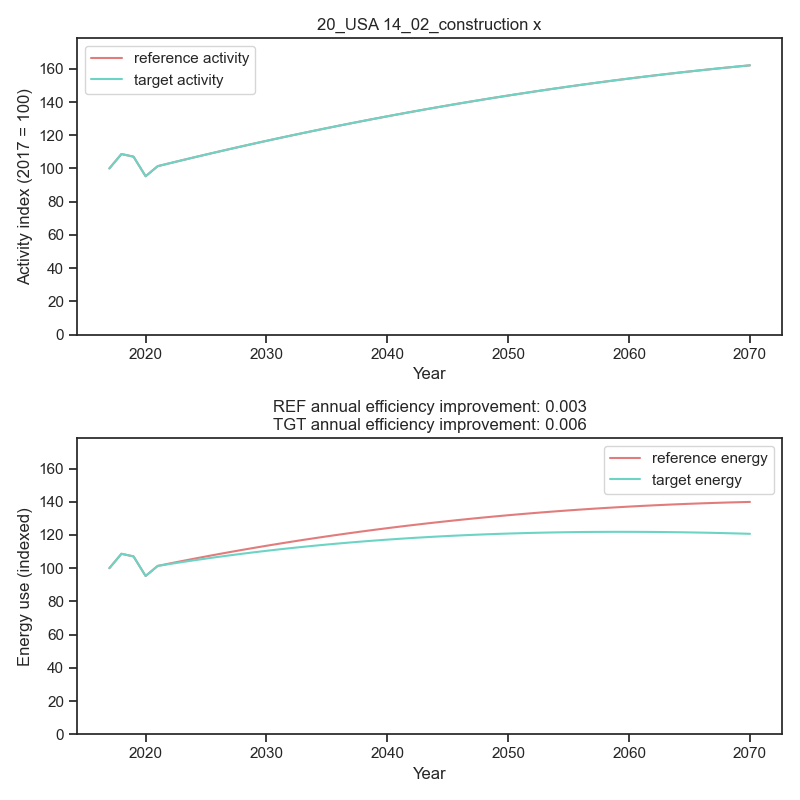 20_USA 14_02_construction x
reference activity
target activity
Activity index (2017 = 100)
160
140
120
100
80
60
40
20
0
2020 2030 2040 2050 2060 2070
Year
REF annual efficiency improvement: 0.003
TGT annual efficiency improvement: 0.006
reference energy
target energy
Energy use (indexed)
160
140
120
100
80
60
40
20
0
2020 2030 2040 2050 2060 2070
Year